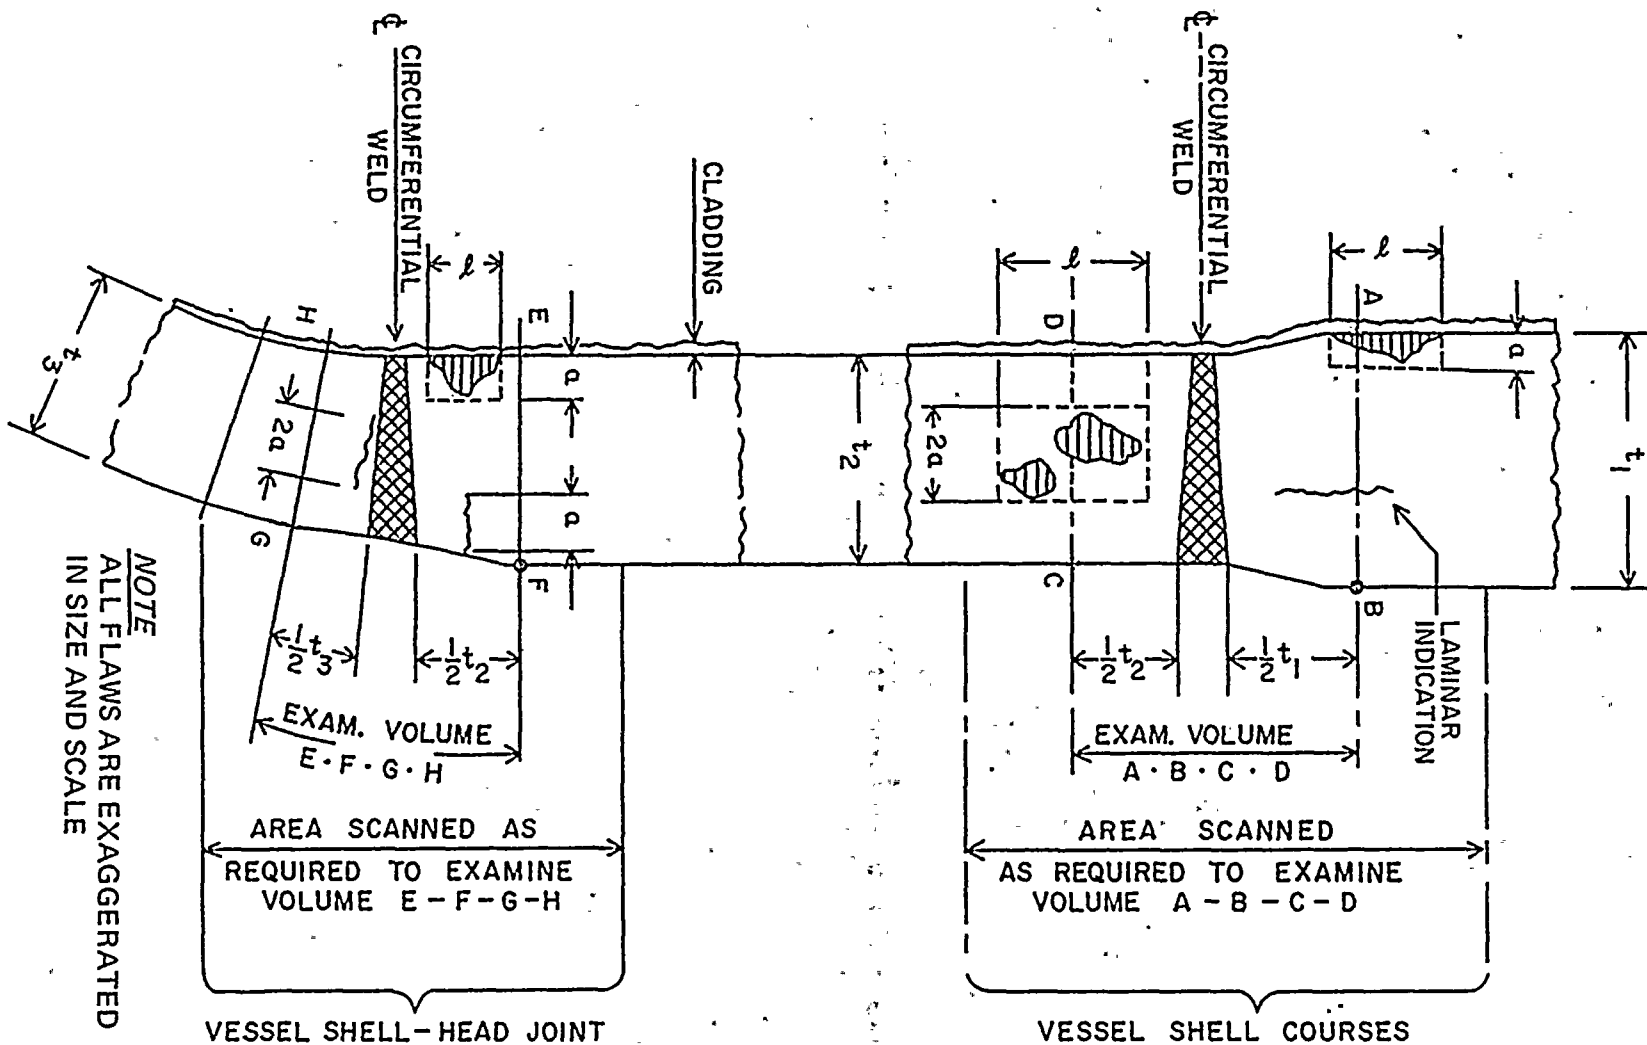 ℄ CIRCUMFERENTIAL
WELD
CLADDING
℄ CIRCUMFERENTIAL
WELD
ℓ
ℓ
ℓ
H
E
D
A
a
a
a
a
t3
2a
t2
2a
t1
G
F
C
B
1/2 t3
1/2 t2
1/2 t2
1/2 t1
LAMINAR
INDICATION
EXAM. VOLUME
E·F·G·H
EXAM. VOLUME
A·B·C·D
AREA SCANNED AS
REQUIRED TO EXAMINE
VOLUME E-F-G-H
AREA SCANNED
AS REQUIRED TO EXAMINE
VOLUME A-B-C-D
VESSEL SHELL-HEAD JOINT
VESSEL SHELL COURSES
NOTE
ALL FLAWS ARE EXAGGERATED
IN SIZE AND SCALE